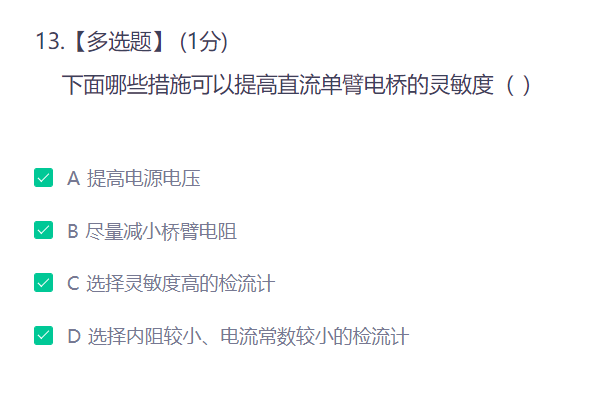 13.【多选题】 (1分)
下面哪些措施可以提高直流单臂电桥的灵敏度（ ）
A 提高电源电压
B 尽量减小桥臂电阻
C 选择灵敏度高的检流计
D 选择内阻较小、电流常数较小的检流计